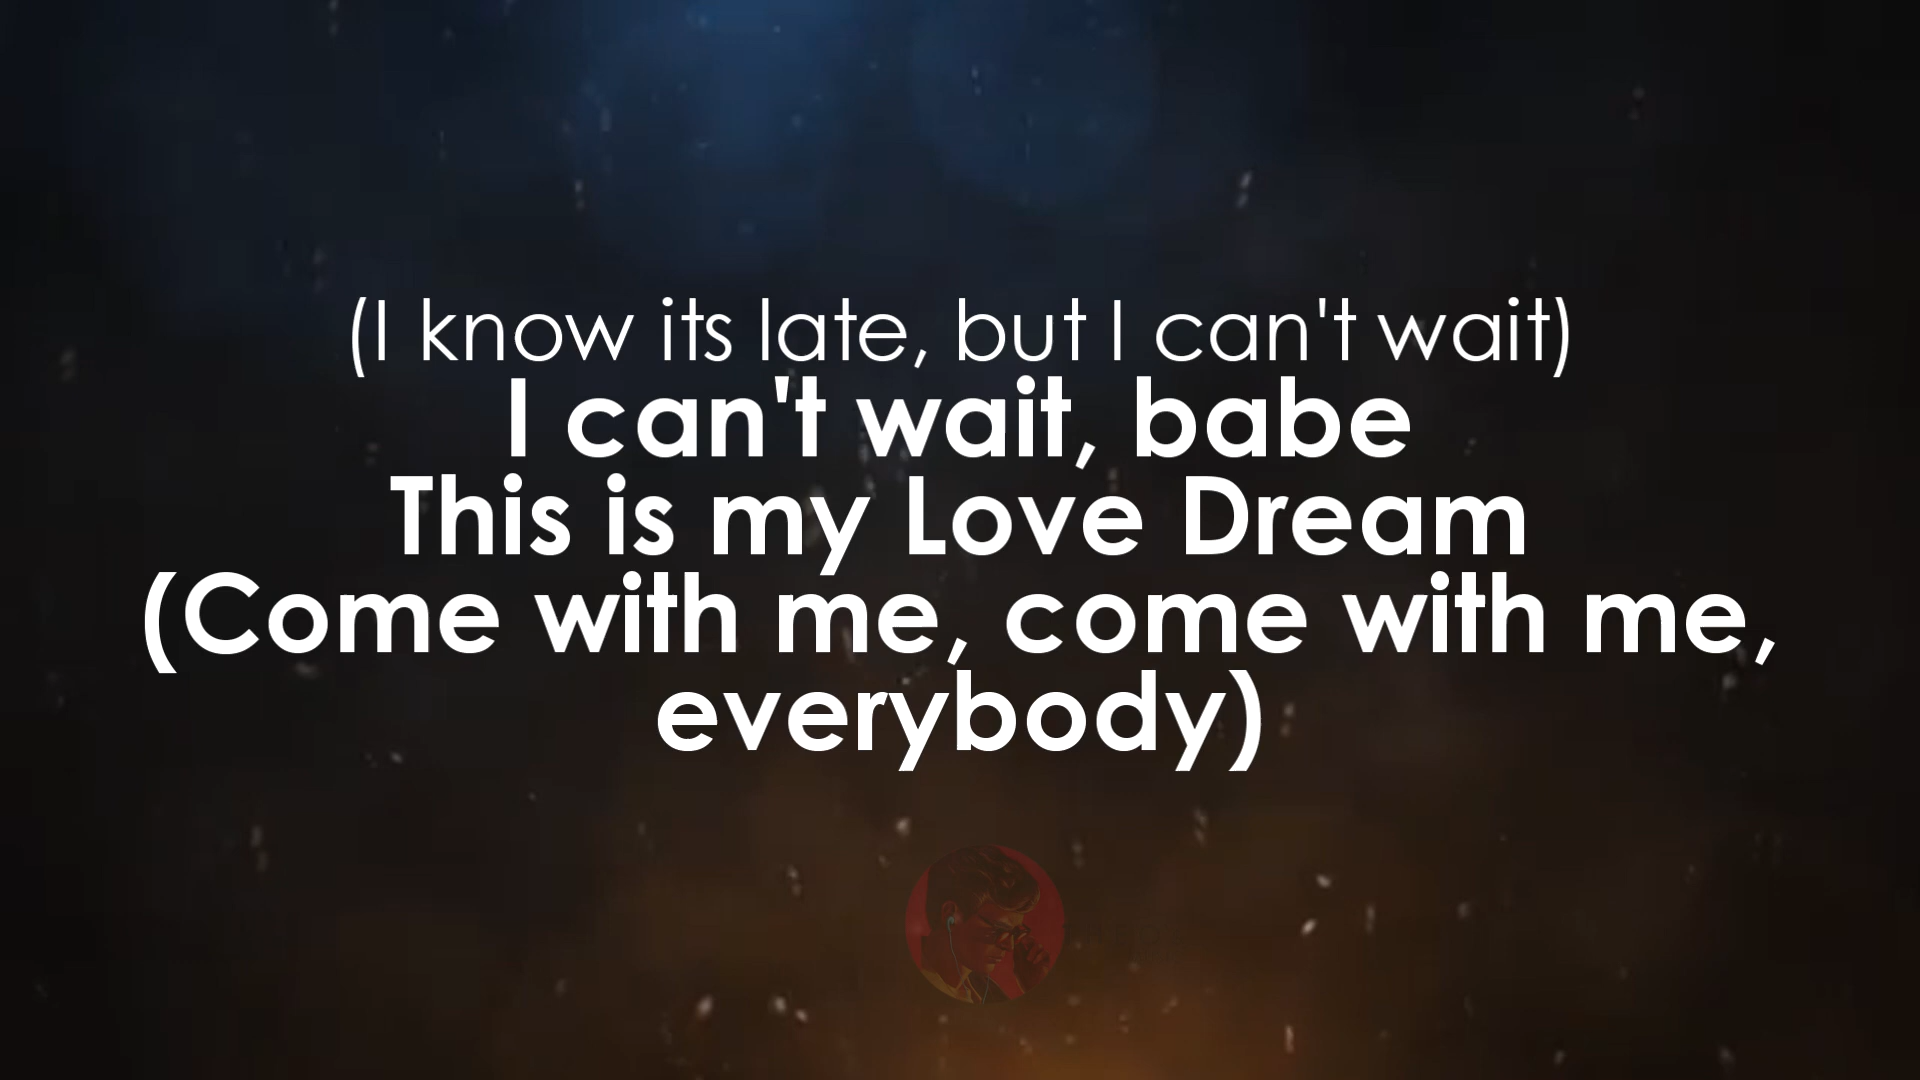 (I know its late, but I can't wait)
I can't wait, babe
This is my Love Dream
(Come with me, come with me,
everybody)